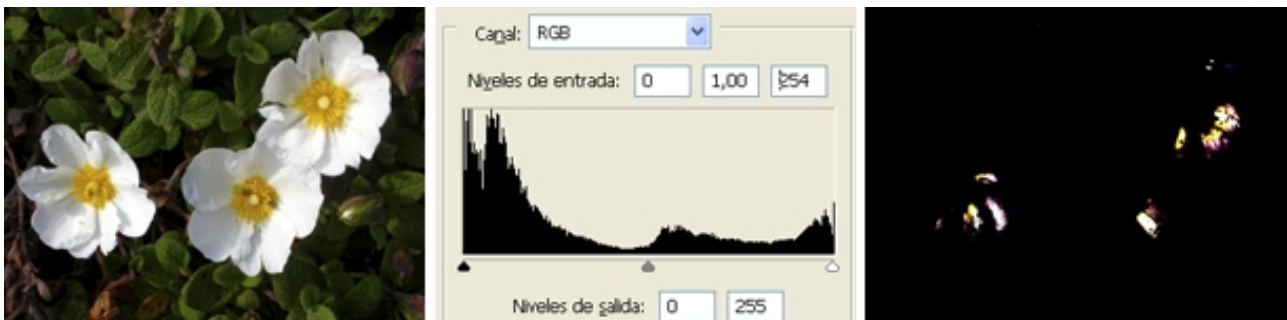 Canal: RGB
Niveles de entrada: 0 1,00 254
Niveles de salida: 0 255